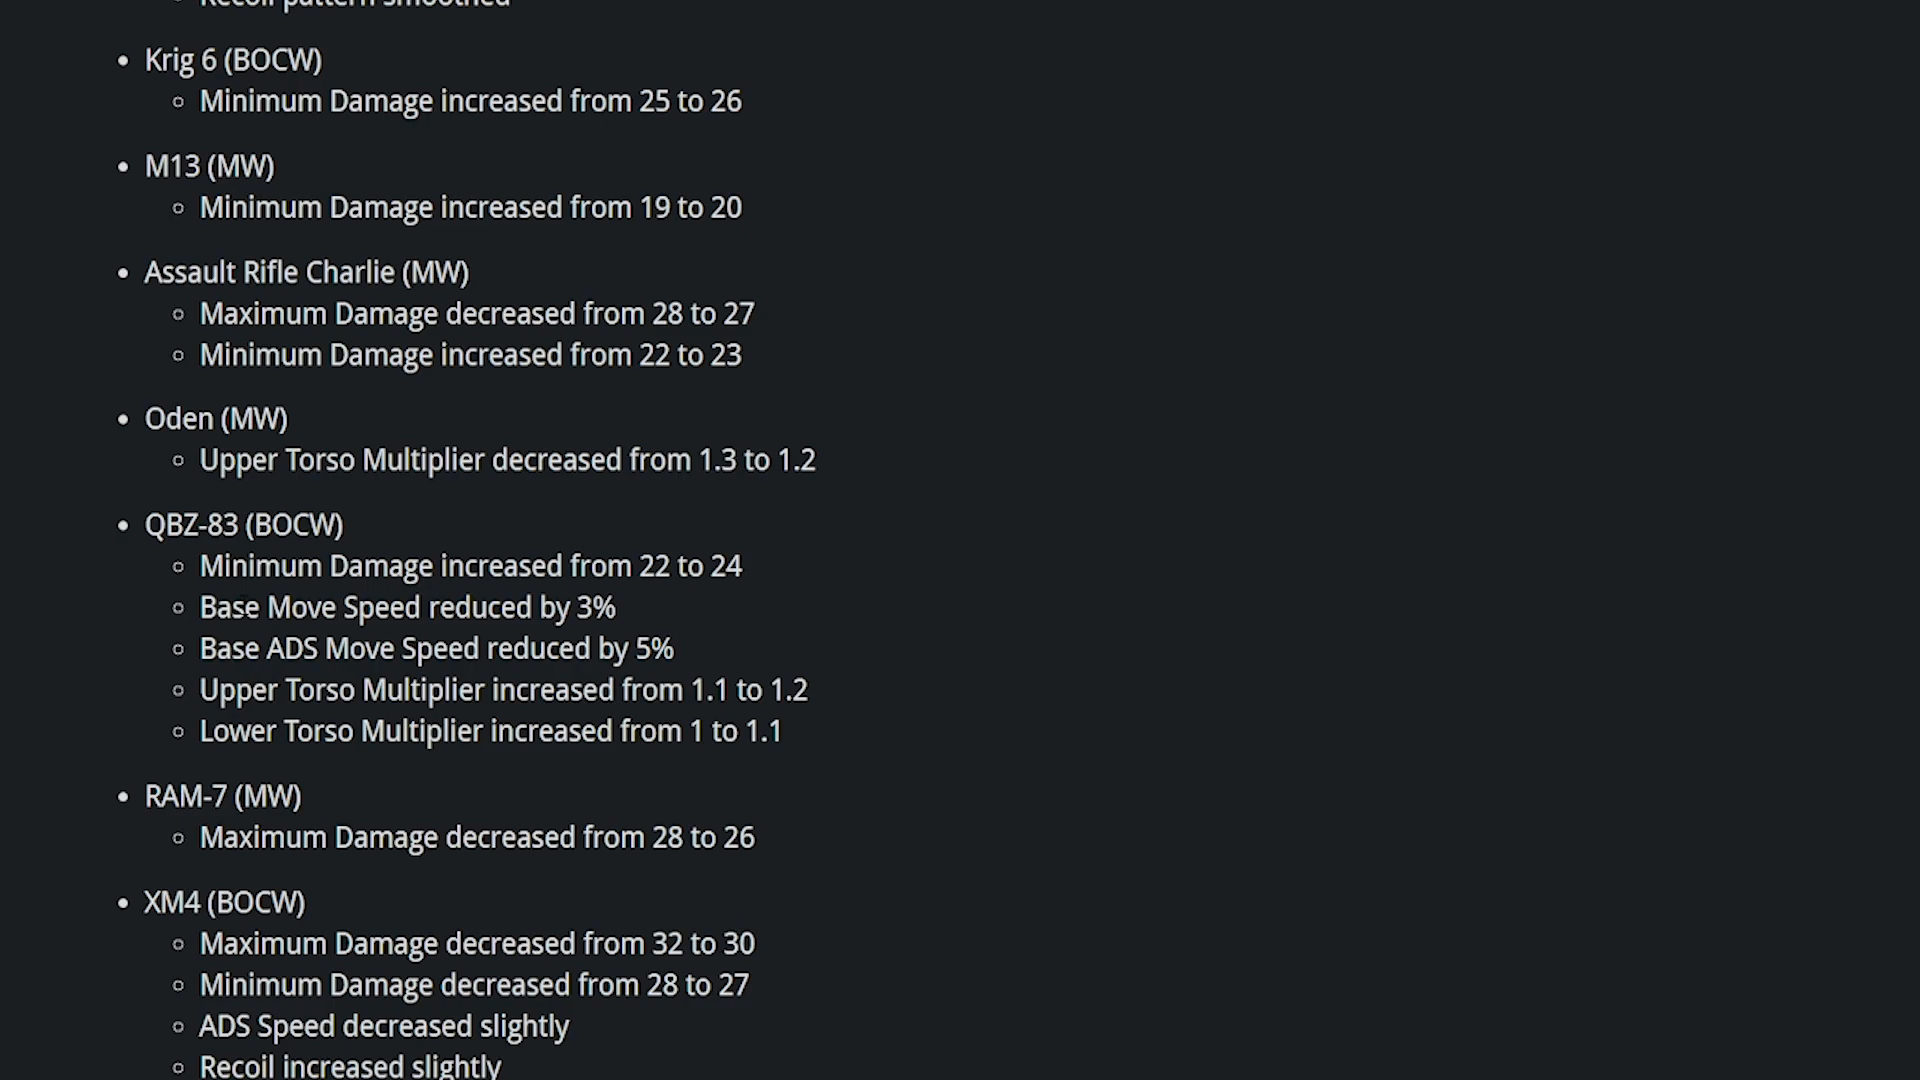 Recoil pattern smoothed
Krig 6 (BOCW)
Minimum Damage increased from 25 to 26
M13 (MW)
Minimum Damage increased from 19 to 20
Assault Rifle Charlie (MW)
Maximum Damage decreased from 28 to 27
Minimum Damage increased from 22 to 23
Oden (MW)
Upper Torso Multiplier decreased from 1.3 to 1.2
QBZ-83 (BOCW)
Minimum Damage increased from 22 to 24
Base Move Speed reduced by 3%
Base ADS Move Speed reduced by 5%
Upper Torso Multiplier increased from 1.1 to 1.2
Lower Torso Multiplier increased from 1 to 1.1
RAM-7 (MW)
Maximum Damage decreased from 28 to 26
XM4 (BOCW)
Maximum Damage decreased from 32 to 30
Minimum Damage decreased from 28 to 27
ADS Speed decreased slightly
Recoil increased slightly